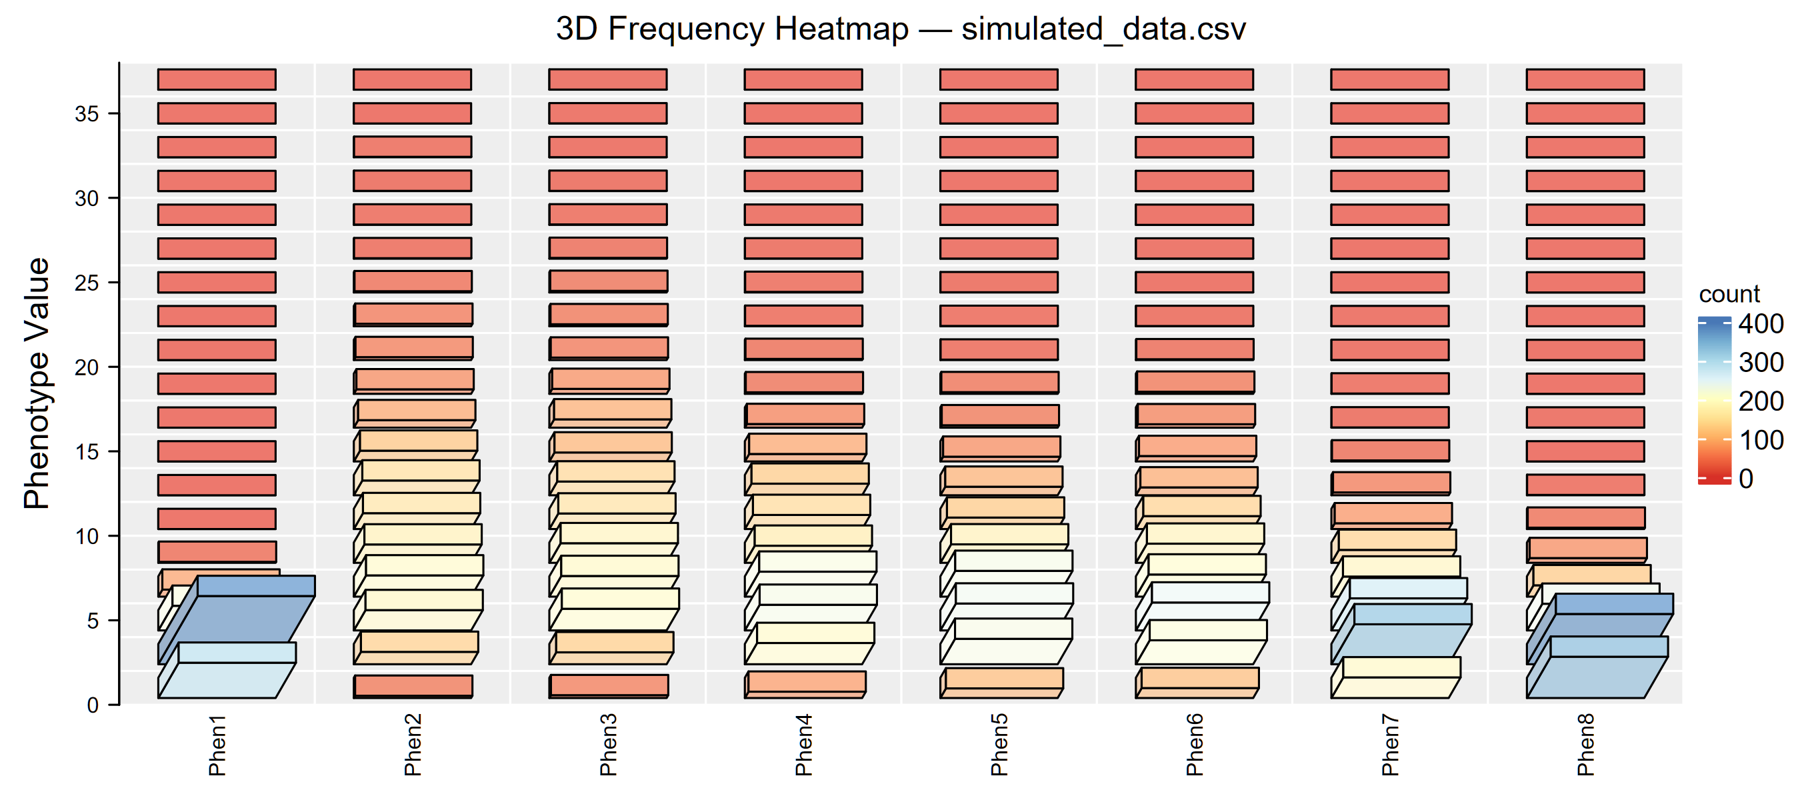 3D Frequency Heatmap — simulated_data.csv
Phenotype Value
35
30
25
20
15
10
5
0
Phen1
Phen2
Phen3
Phen4
Phen5
Phen6
Phen7
Phen8
count
400
300
200
100
0